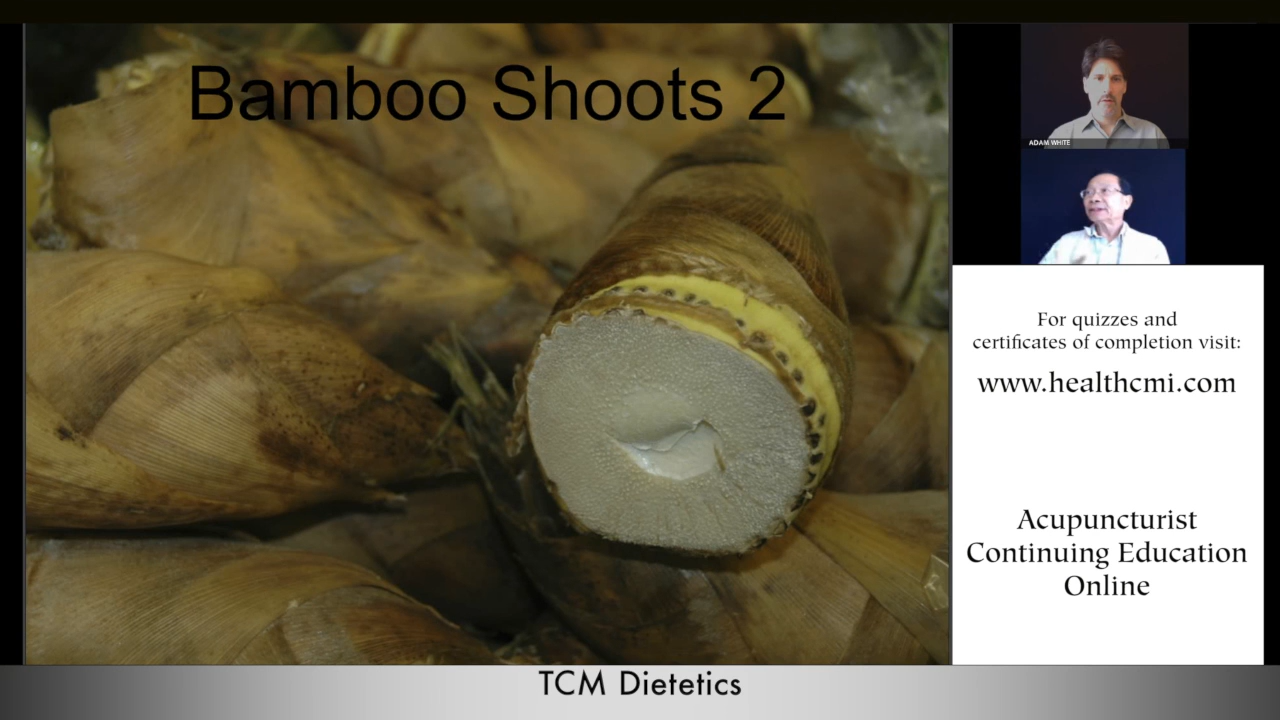 Bamboo Shoots 2
ADAM WHITE
For quizzes and
certificates of completion visit:
www.healthcmi.com
Acupuncturist
Continuing Education
Online
TCM Dietetics